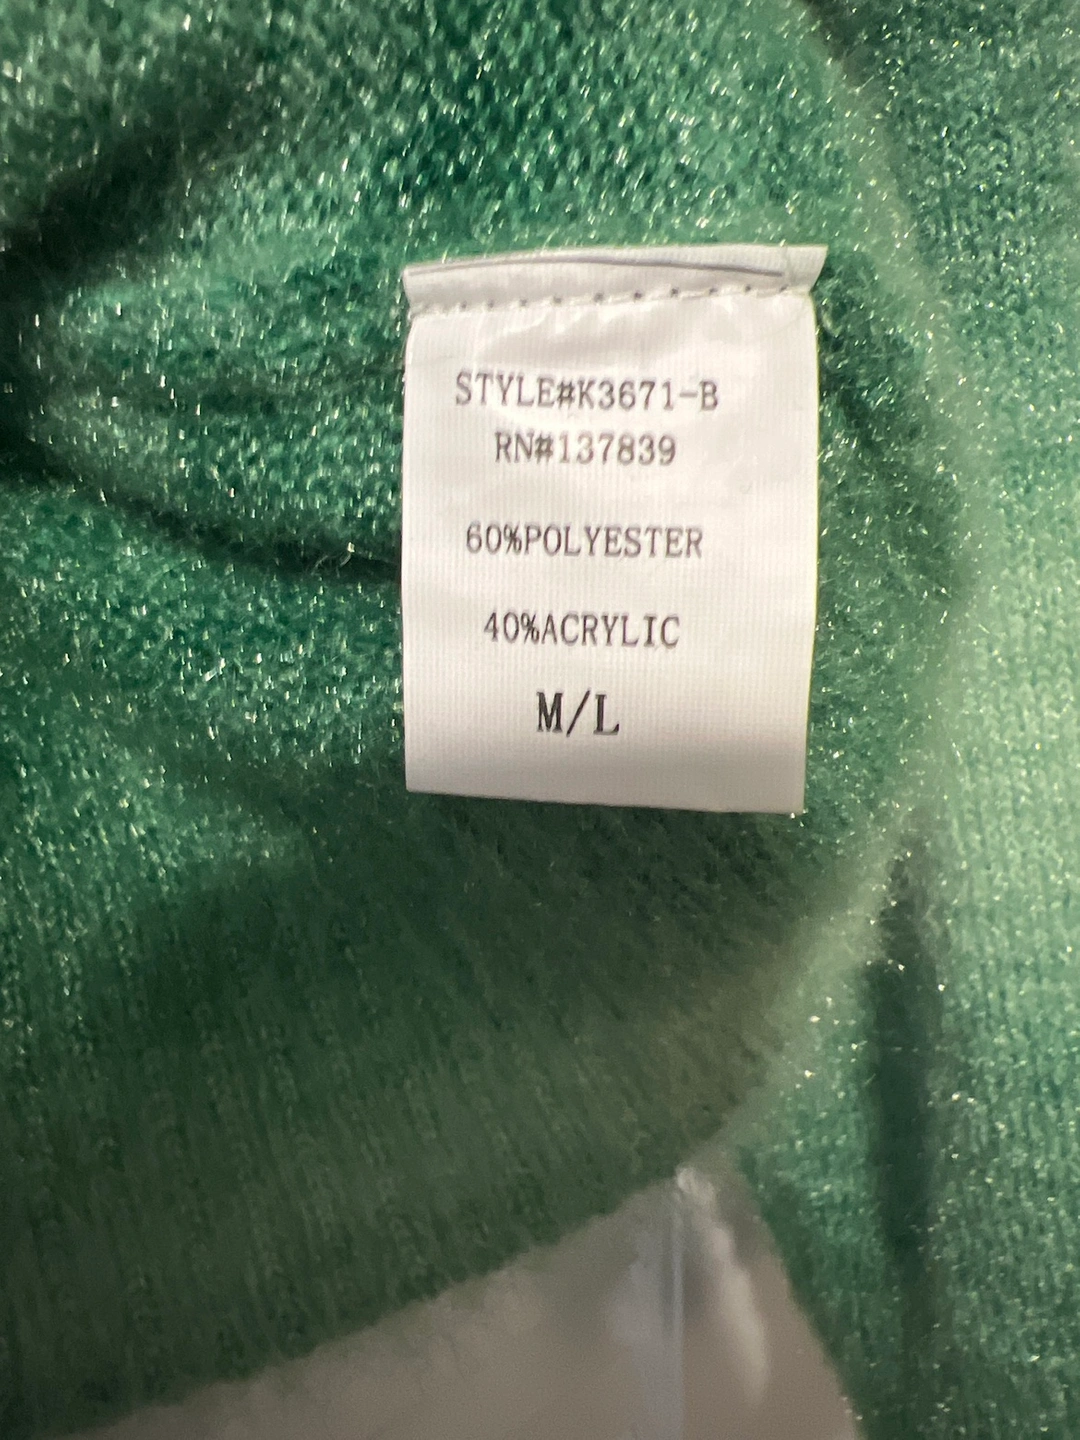 STYLE#K3671-B
RN#137839
60%POLYESTER
40%ACRYLIC
M/L